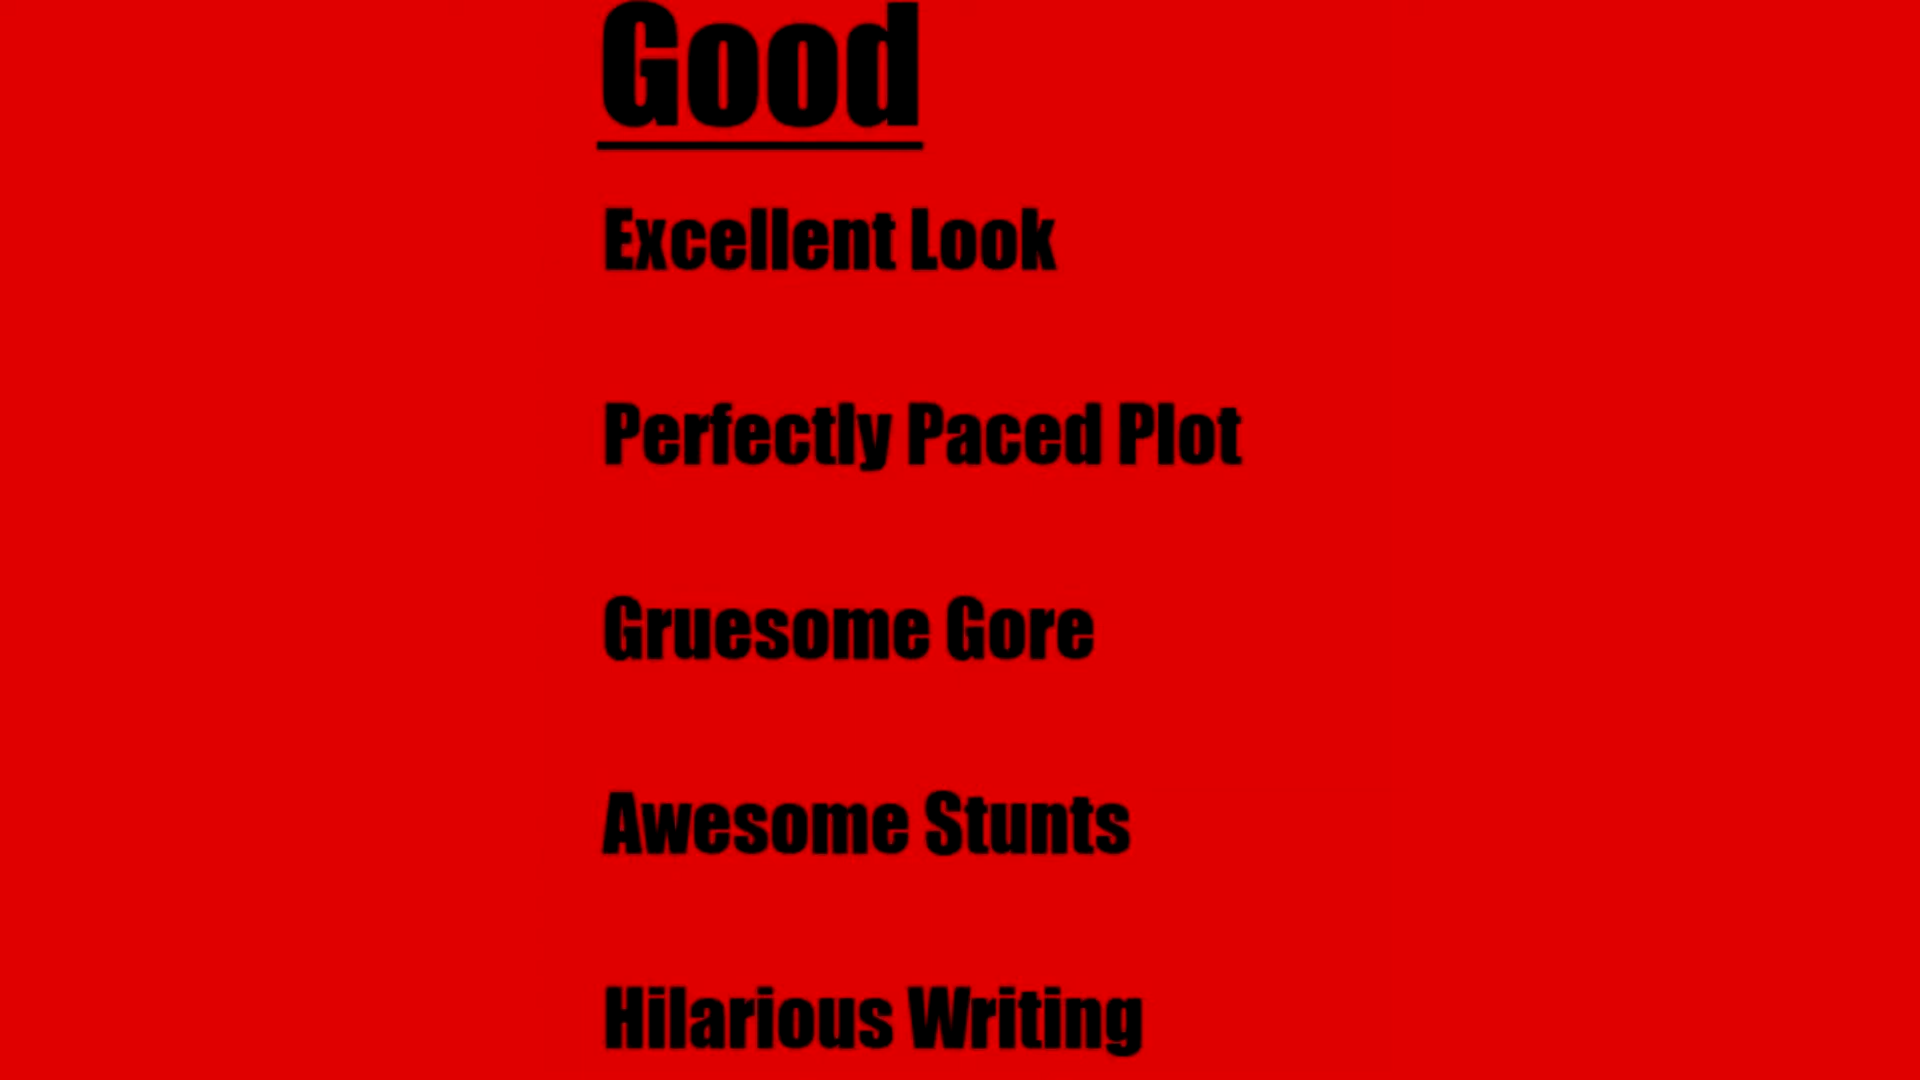 Good
Excellent Look
Perfectly Paced Plot
Gruesome Gore
Awesome Stunts
Hilarious Writing